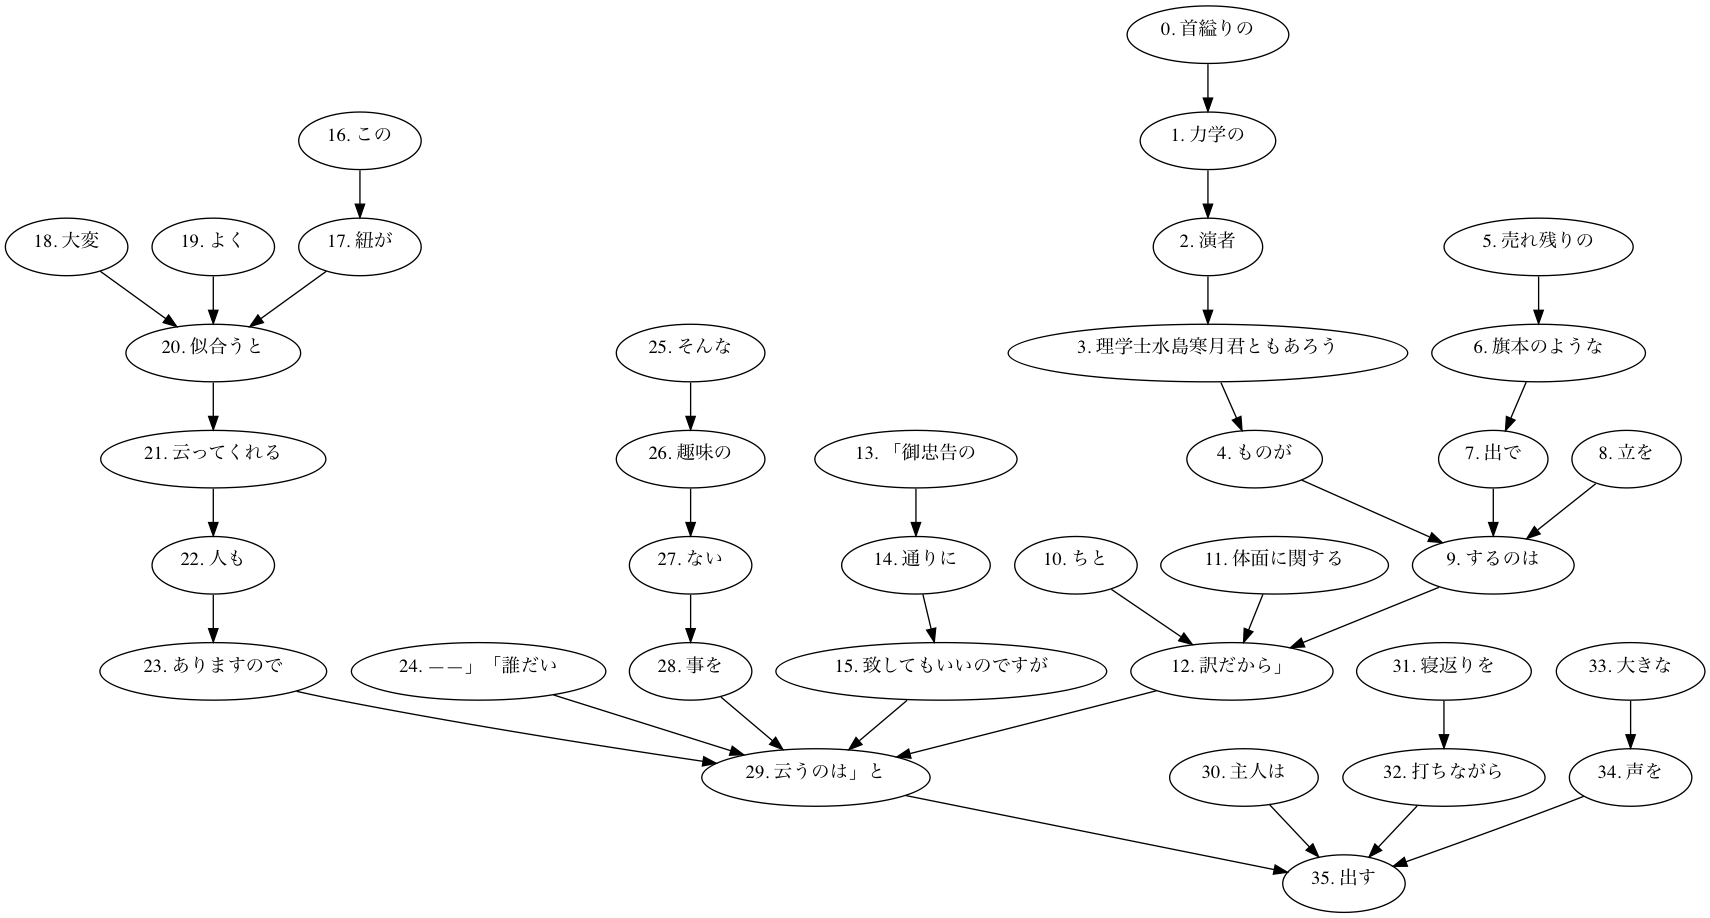 0. 首縊りの
1. 力学の
2. 演者
3. 理学士水島寒月君ともあろう
4. ものが
5. 売れ残りの
6. 旗本のような
7. 出で
8. 立を
9. するのは
10. ちと
11. 体面に関する
12. 訳だから」
13. 「御忠告の
14. 通りに
15. 致してもいいのですが
16. この
17. 紐が
18. 大変
19. よく
20. 似合うと
21. 云ってくれる
22. 人も
23. ありますので
24. ——」「誰だい
25. そんな
26. 趣味の
27. ない
28. 事を
29. 云うのは」と
30. 主人は
31. 寝返りを
32. 打ちながら
33. 大きな
34. 声を
35. 出す